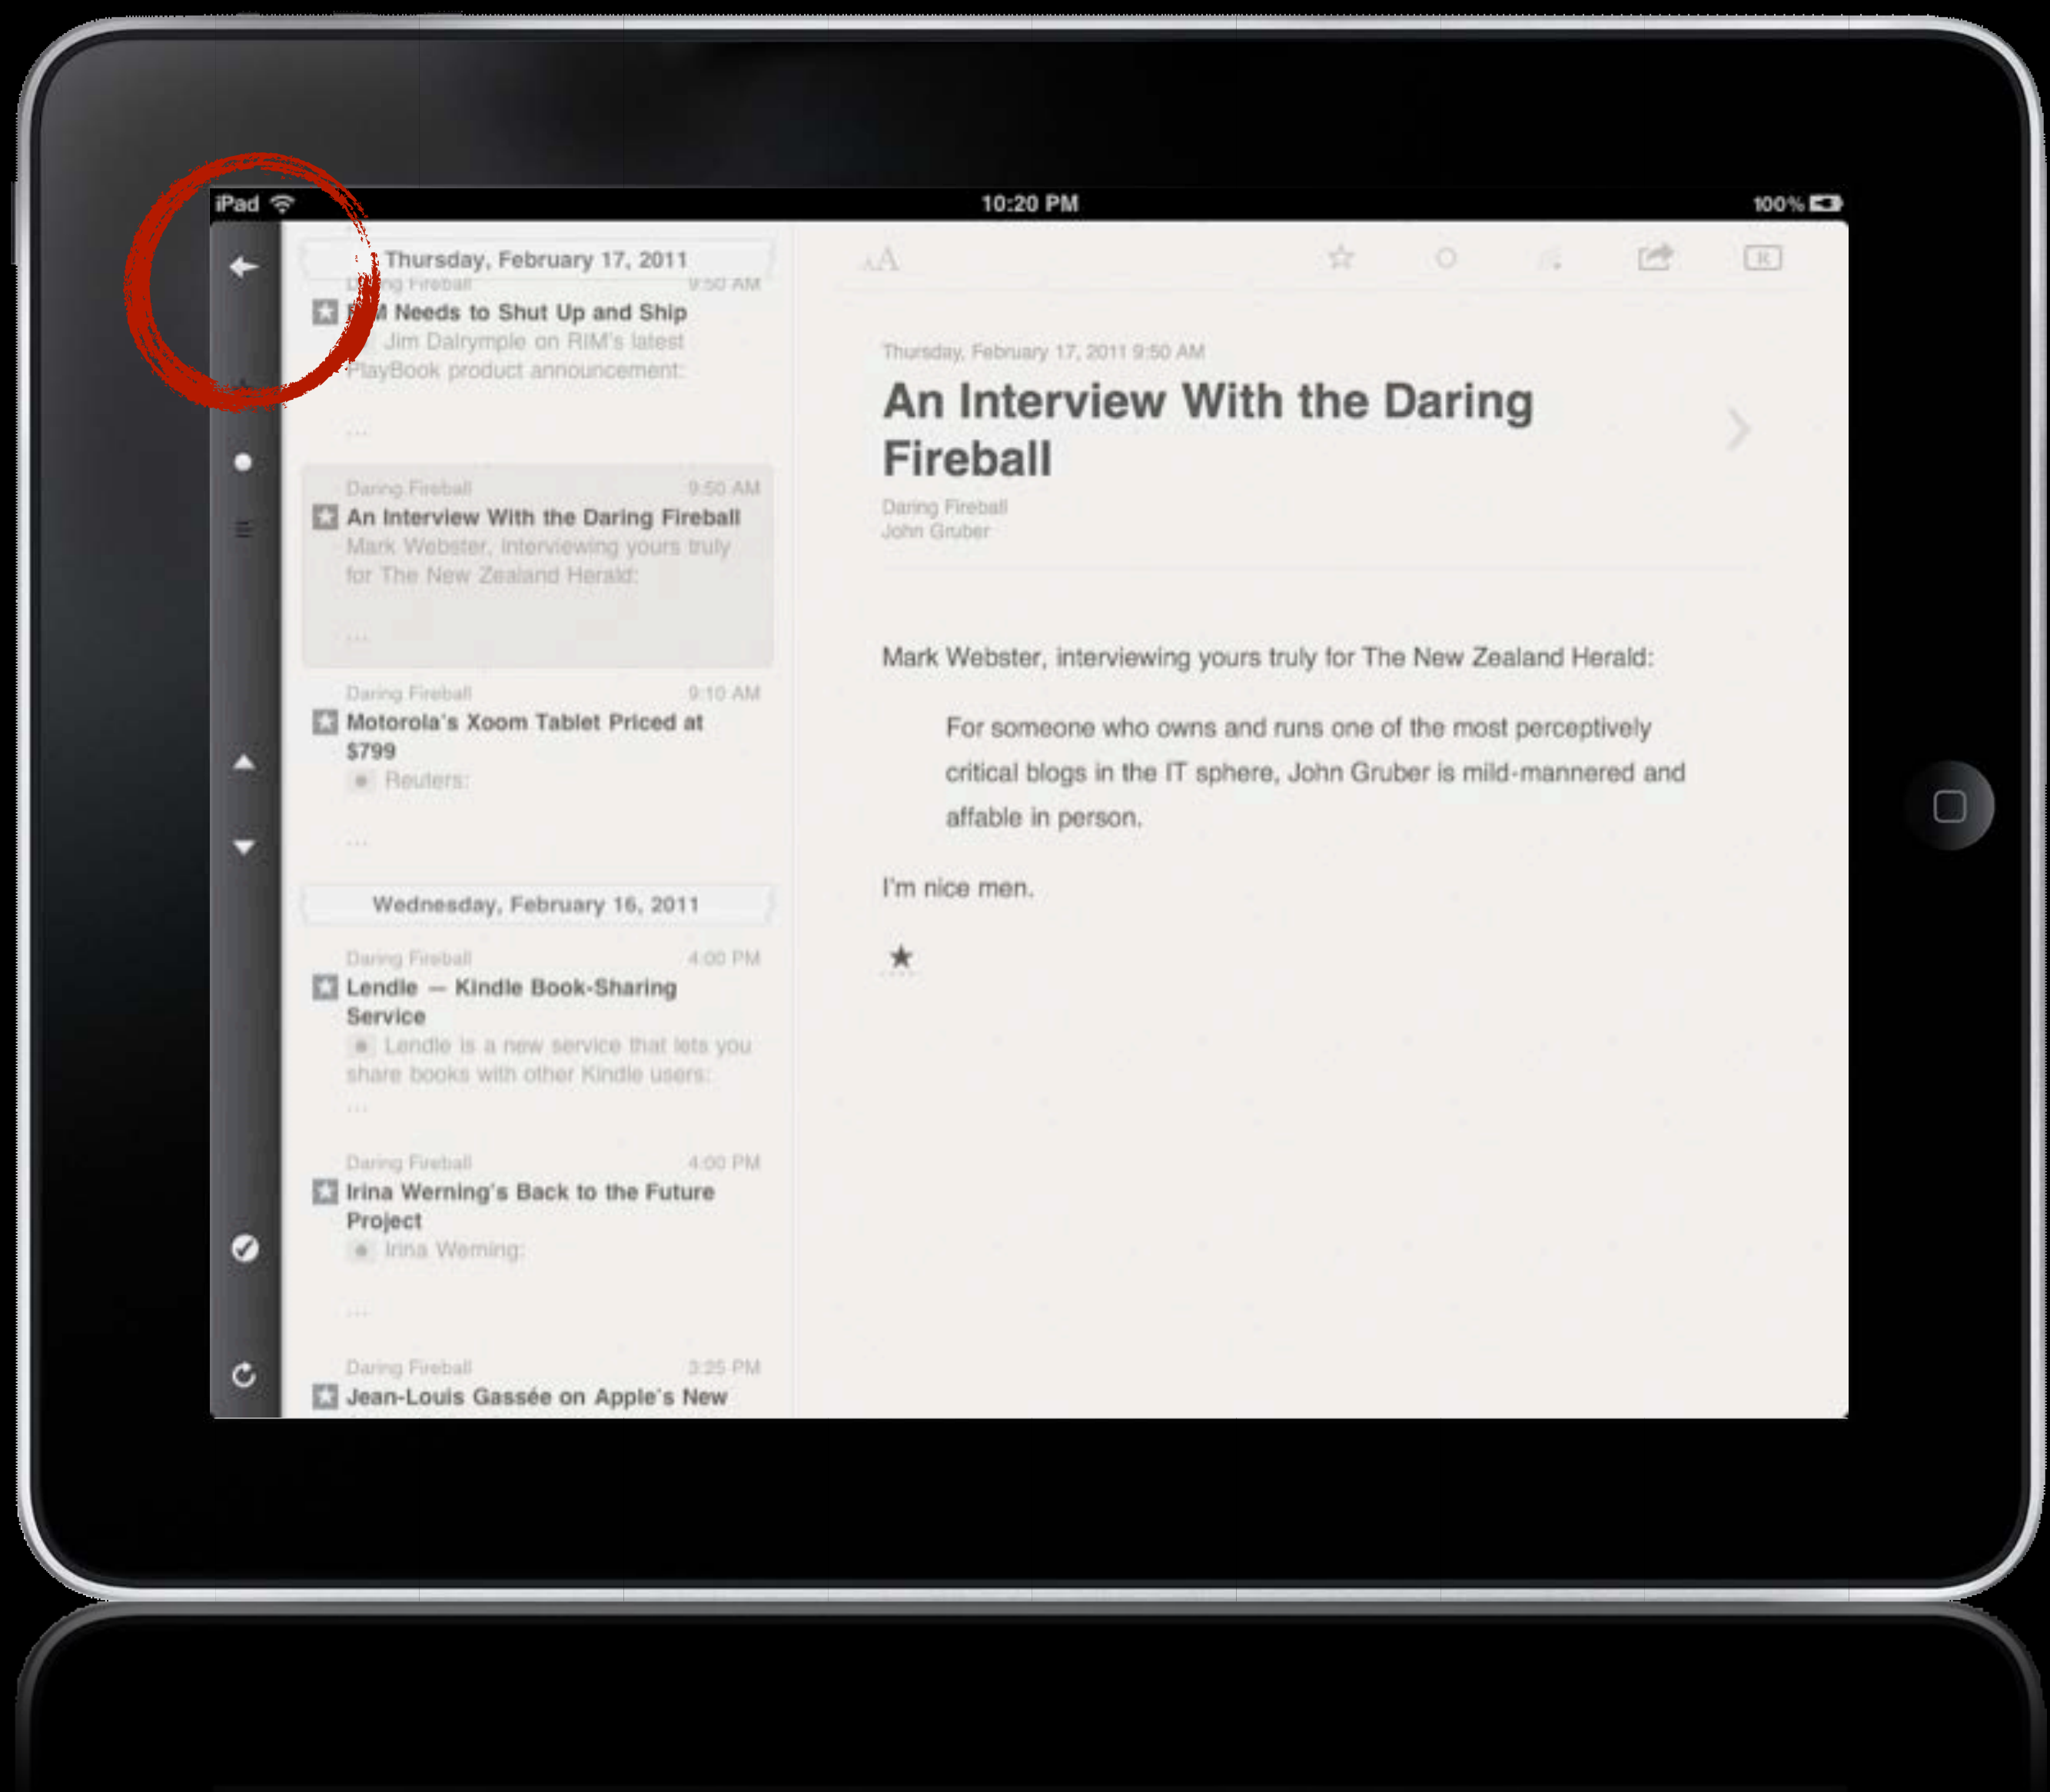 iPad
10:20 PM
100%
Thursday, February 17, 2011
Fireball 9:50 AM
Needs to Shut Up and Ship
Jim Dalrymple on RIM's latest
PlayBook product announcement:
...
Daring Fireball 9:50 AM
An Interview With the Daring Fireball
Mark Webster, interviewing yours truly
for The New Zealand Herald:
...
Daring Fireball 9:10 AM
Motorola's Xoom Tablet Priced at
$799
Reuters:
...
Wednesday, February 16, 2011
Daring Fireball 4:00 PM
Lendle — Kindle Book-Sharing
Service
Lendle is a new service that lets you
share books with other Kindle users:
...
Daring Fireball 4:00 PM
Irina Werning's Back to the Future
Project
Irina Werning:
...
Daring Fireball 3:25 PM
Jean-Louis Gassée on Apple's New
AA
R
Thursday, February 17, 2011 9:50 AM
An Interview With the Daring
Fireball
Daring Fireball
John Gruber
Mark Webster, interviewing yours truly for The New Zealand Herald:
For someone who owns and runs one of the most perceptively
critical blogs in the IT sphere, John Gruber is mild-mannered and
affable in person.
I'm nice men.